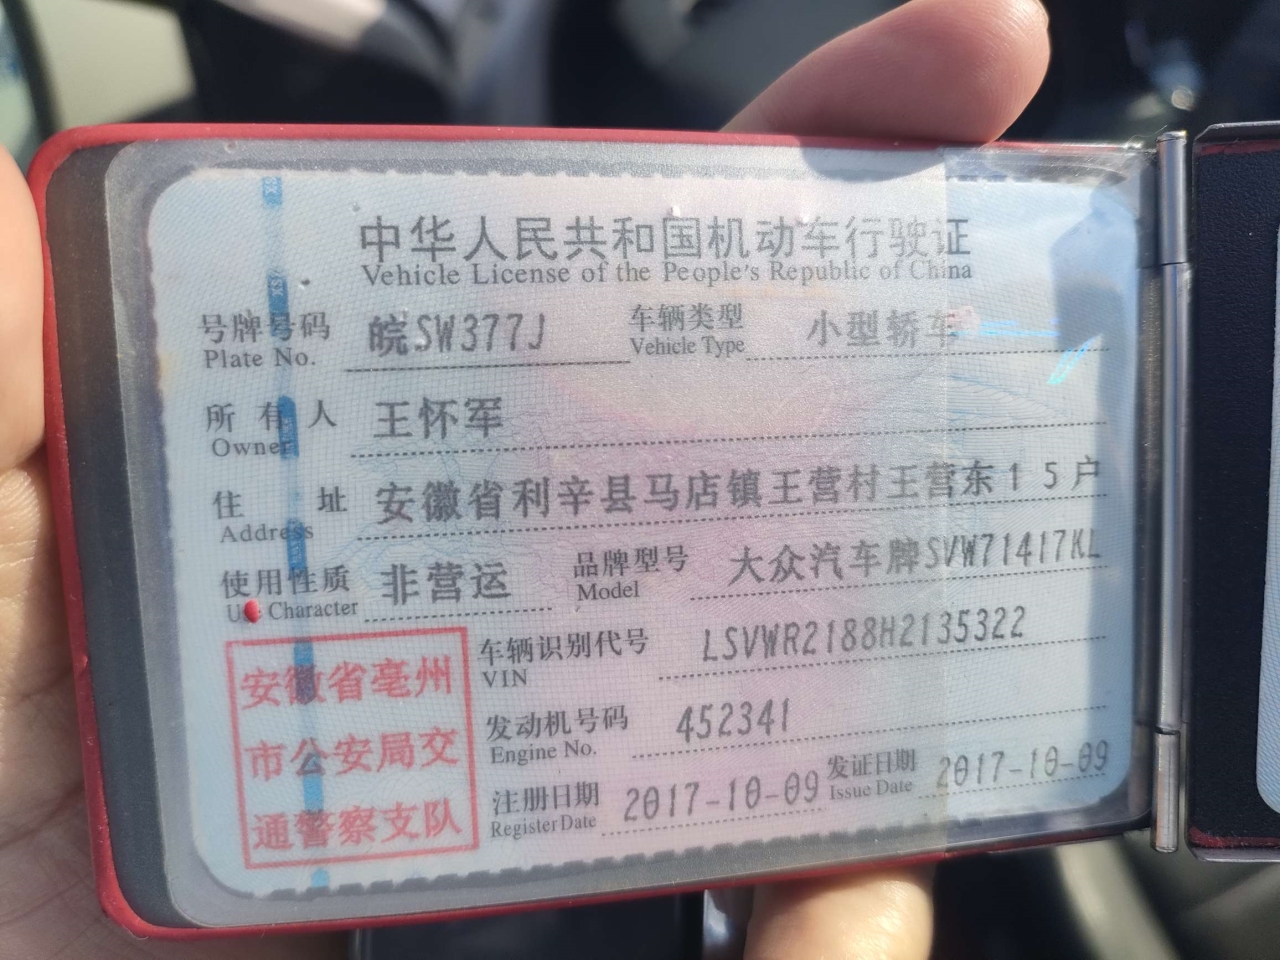 中华人民共和国机动车行驶证
Vehicle License of the People's Republic of China
号牌号码 皖SW377J 车辆类型 小型轿车
Plate No. Vehicle Type
所有人 王怀军
Owner
住址 安徽省利辛县马店镇王营村王营东15户
Address
使用性质 非营运 品牌型号 大众汽车牌SVW71417KL
Use Character Model
车辆识别代号 LSVWR2188H2135322
VIN
发动机号码 452341
Engine No.
注册日期 2017-10-09 发证日期 2017-10-09
Register Date Issue Date
安徽省亳州
市公安局交
通警察支队